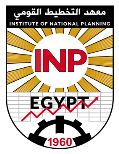 معهد التخطيط القومي
INSTITUTE OF NATIONAL PLANNING
INP
EGYPT
1960